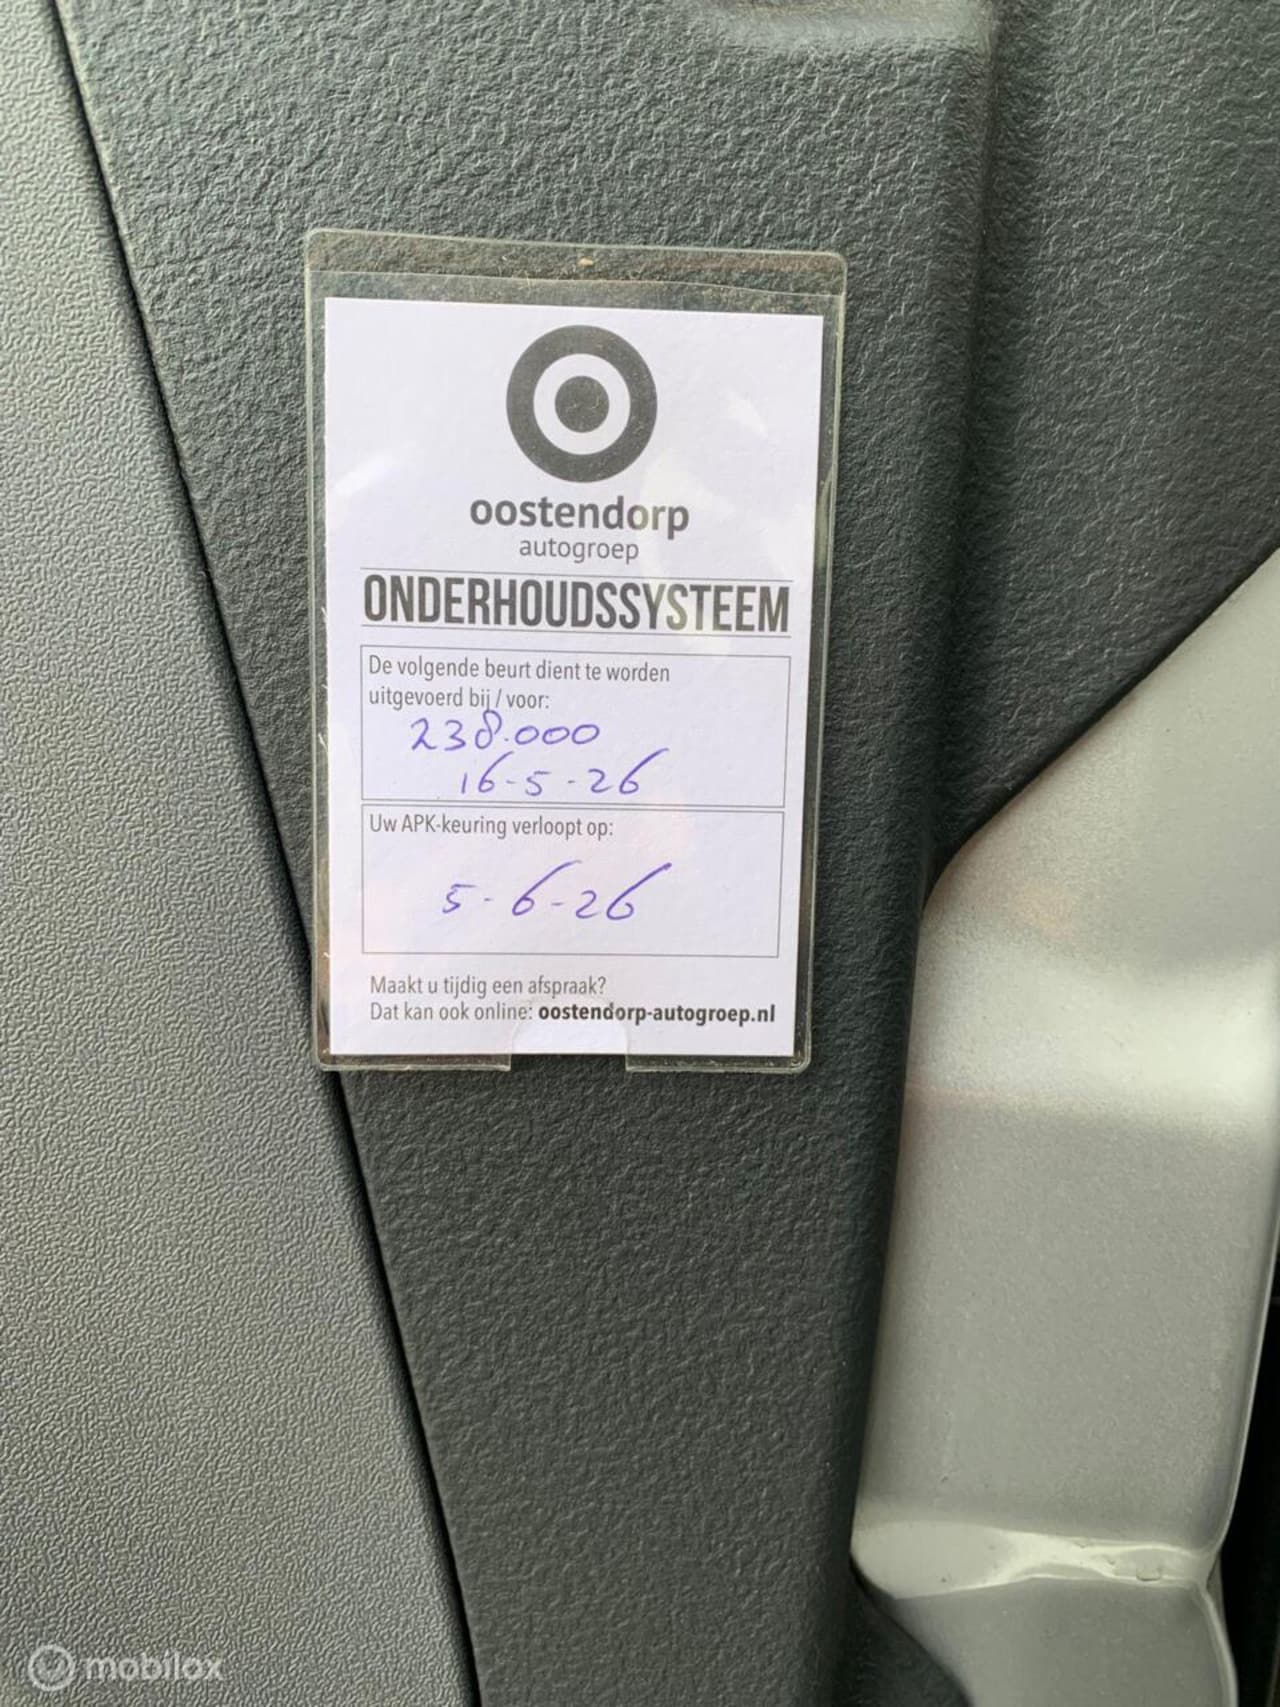 oostendorp
autogroep
ONDERHOUDSSYSTEEM
De volgende beurt dient te worden
uitgevoerd bij / voor:
238.000
16-5-26
Uw APK-keuring verloopt op:
5-6-26
Maakt u tijdig een afspraak?
Dat kan ook online: oostendorp-autogroep.nl
mobilox